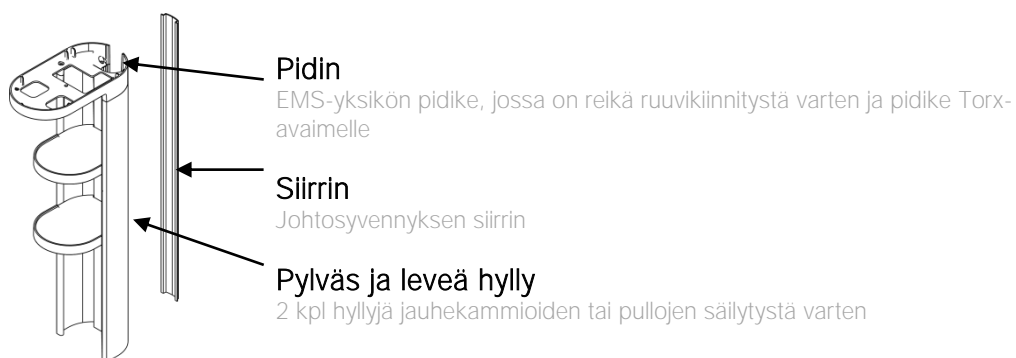 Pidin
EMS-yksikön pidike, jossa on reikä ruuvikiinnitystä varten ja pidike Torx-
avaimelle
Siirrin
Johtosyvennyksen siirrin
Pylväs ja leveä hylly
2 kpl hyllyjä jauhekammioiden tai pullojen säilytystä varten